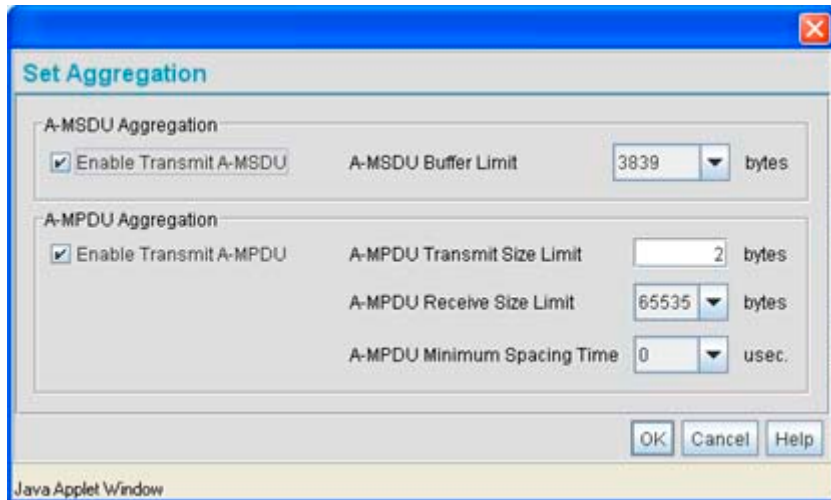 Set Aggregation
A-MSDU Aggregation
Enable Transmit A-MSDU A-MSDU Buffer Limit 3839 bytes
A-MPDU Aggregation
Enable Transmit A-MPDU A-MPDU Transmit Size Limit 2 bytes
A-MPDU Receive Size Limit 65535 bytes
A-MPDU Minimum Spacing Time 0 usec.
OK Cancel Help
Java Applet Window